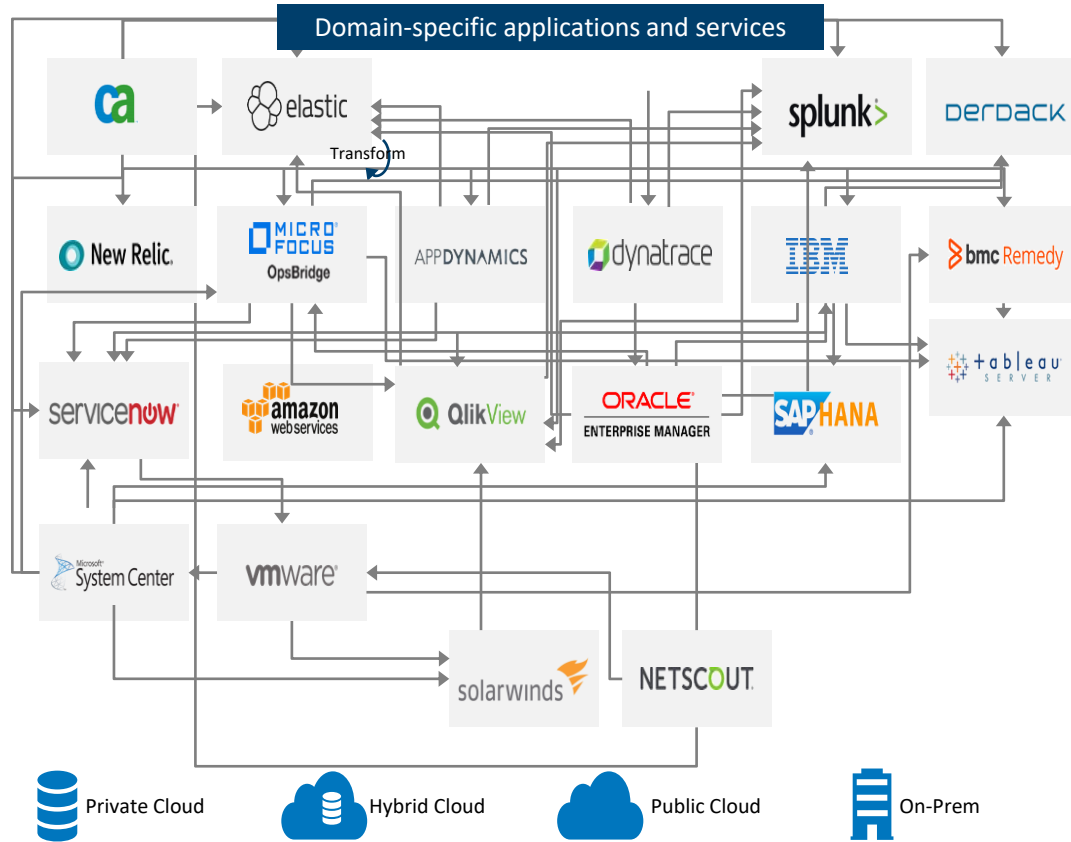 Domain-specific applications and services
ca
elastic
splunk>
DERDACK
Transform
New Relic.
MICRO
FOCUS
OpsBridge
APPDYNAMICS
dynatrace
IBM
bmc Remedy
+ a b l e a u
S E R V E R
servicenow
amazon
webservices
QlikView
ORACLE
ENTERPRISE MANAGER
SAP HANA
Microsoft
System Center
vmware
solarwinds
NETSCOUT.
Private Cloud
Hybrid Cloud
Public Cloud
On-Prem